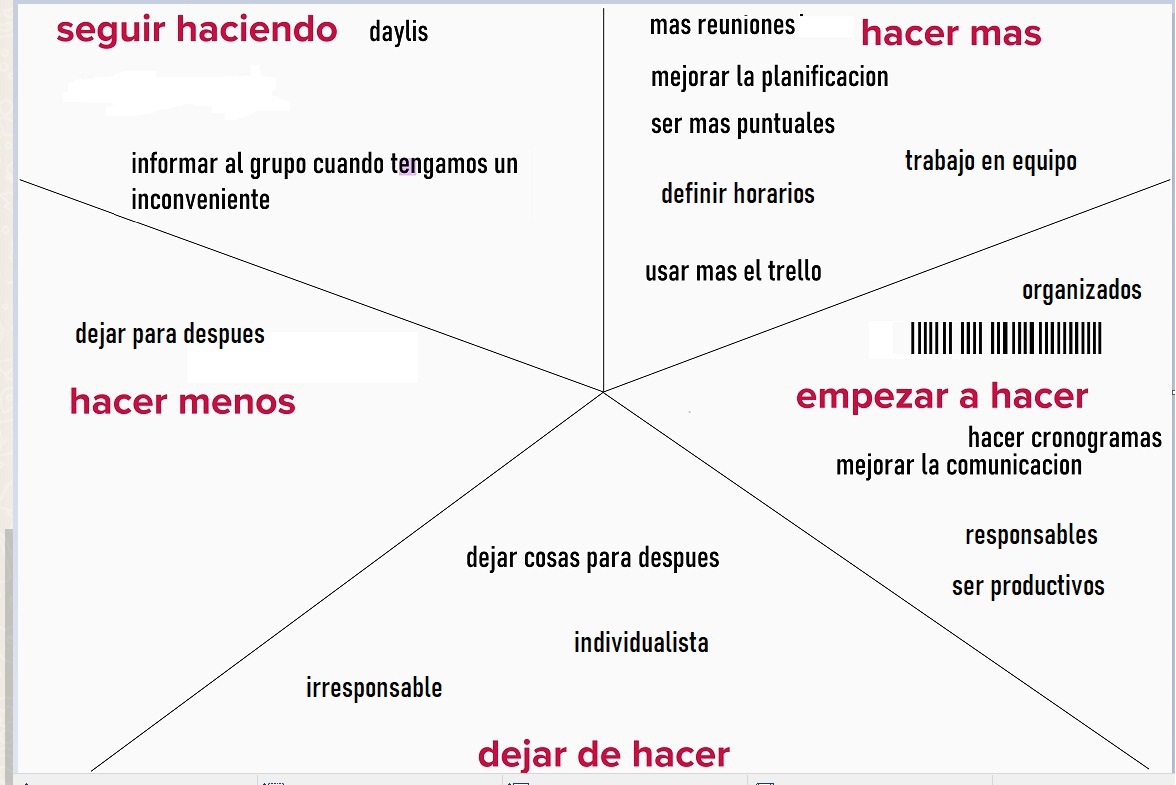 seguir haciendo
daylis
informar al grupo cuando tengamos un
inconveniente
mas reuniones
hacer mas
mejorar la planificacion
ser mas puntuales
trabajo en equipo
definir horarios
usar mas el trello
dejar para despues
hacer menos
organizados
empezar a hacer
hacer cronogramas
mejorar la comunicacion
responsables
ser productivos
dejar cosas para despues
individualista
irresponsable
dejar de hacer